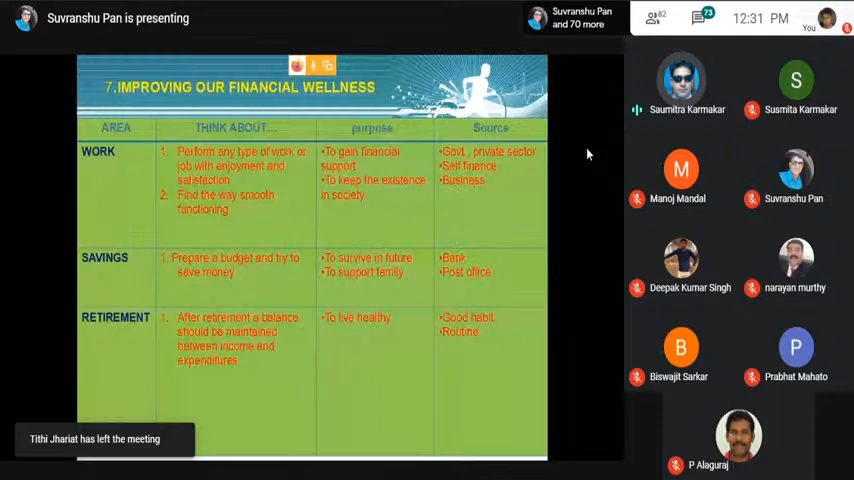 Suvranshu Pan is presenting
Suvranshu Pan
and 70 more
82
73
12:31 PM
You
7.IMPROVING OUR FINANCIAL WELLNESS
AREA
THINK ABOUT...
purpose
Source
WORK
1. Perform any type of work or
job with enjoyment and
satisfaction
2. Find the way smooth
functioning
•To gain financial
support
•To keep the existence
in society
•Govt , private sector
•Self finance
•Business
SAVINGS
1. Prepare a budget and try to
save money
•To survive in future
•To support family
•Bank
•Post office
RETIREMENT
1. After retirement a balance
should be maintained
between income and
expenditures
•To live healthy
•Good habit
•Routine
Tithi Jhariat has left the meeting
Saumitra Karmakar
S
Susmita Karmakar
M
Manoj Mandal
Suvranshu Pan
Deepak Kumar Singh
narayan murthy
B
Biswajit Sarkar
P
Prabhat Mahato
P Alaguraj